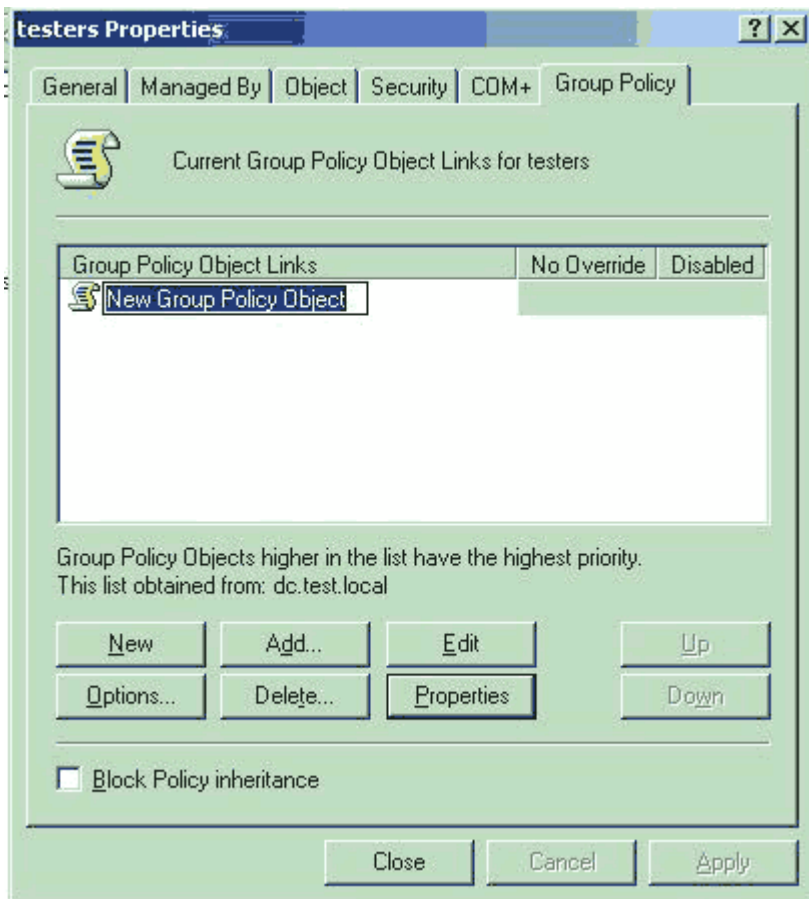 testers Properties
General Managed By Object Security COM+ Group Policy
Current Group Policy Object Links for testers
Group Policy Object Links No Override Disabled
New Group Policy Object
Group Policy Objects higher in the list have the highest priority.
This list obtained from: dc.test.local
New Add... Edit Up
Options... Delete... Properties Down
Block Policy inheritance
Close Cancel Apply